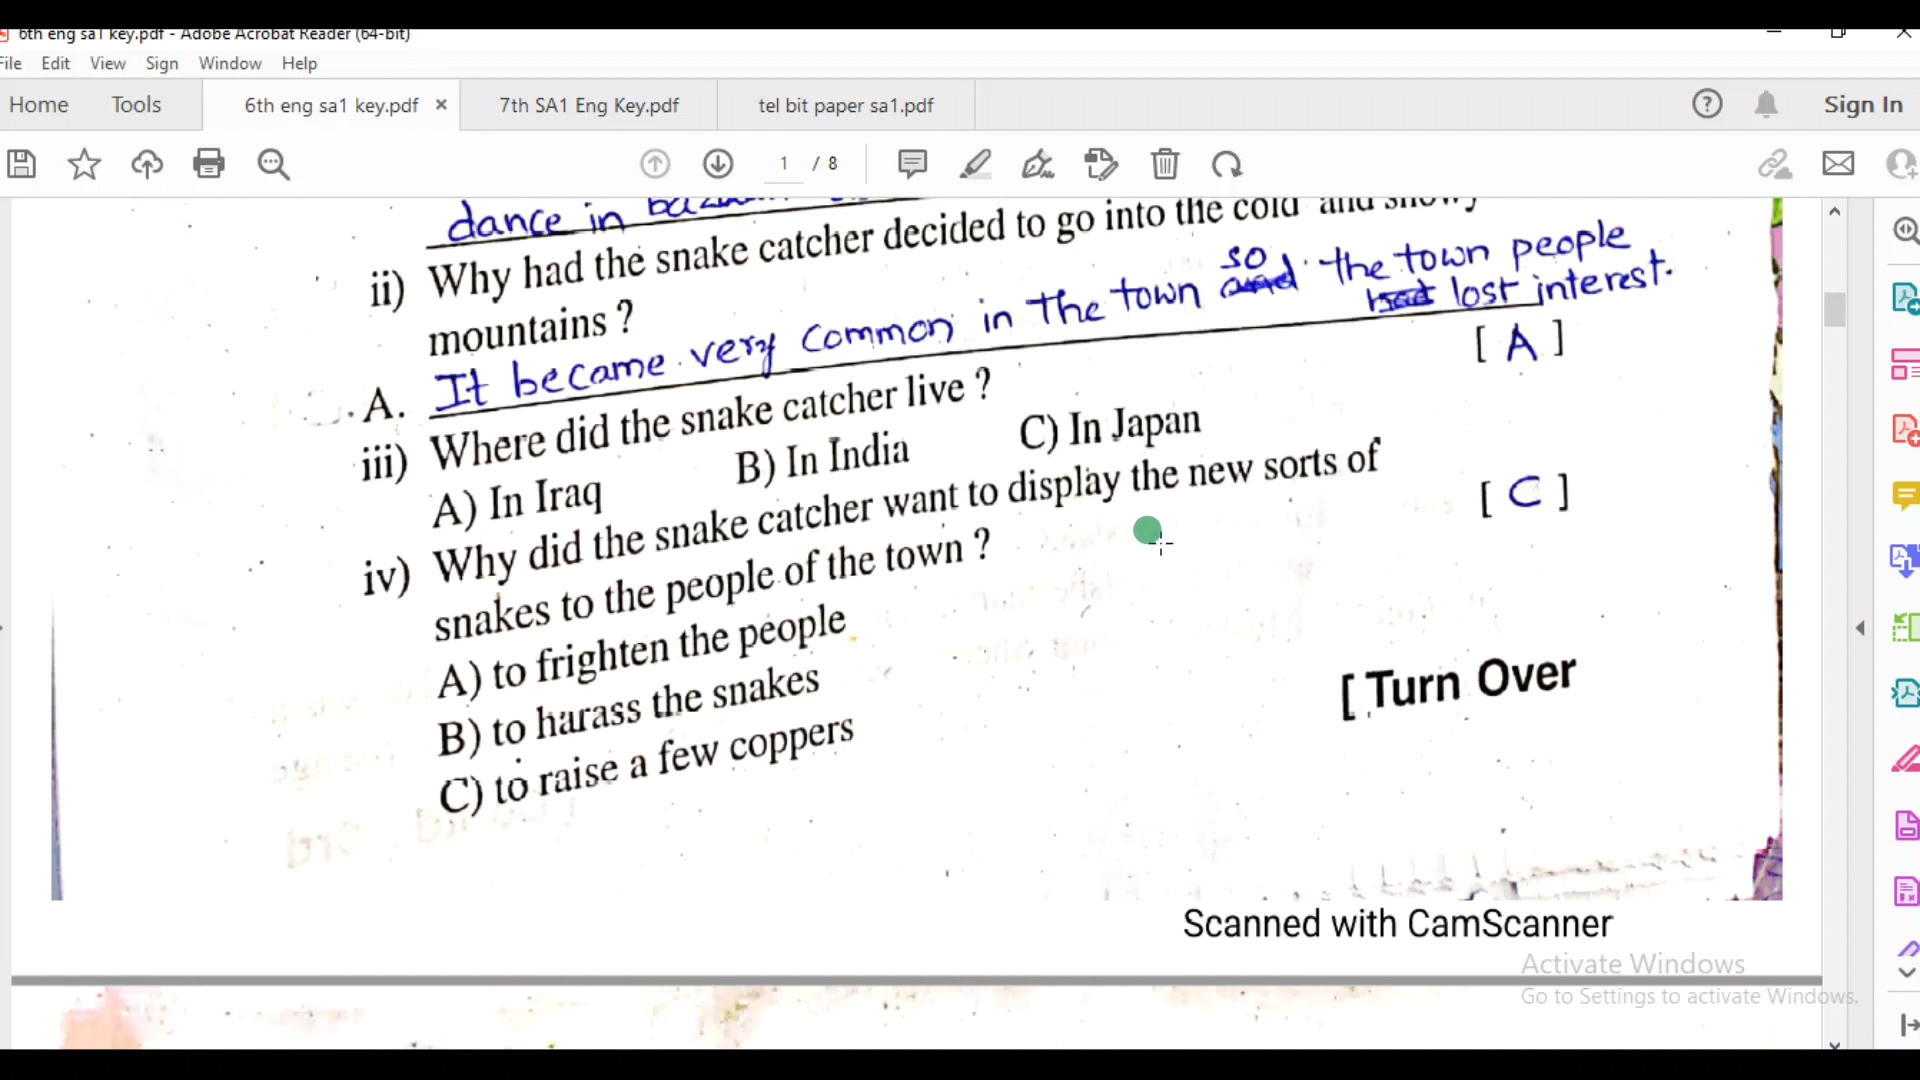 6th eng sa1 key.pdf - Adobe Acrobat Reader (64-bit)
File Edit View Sign Window Help
Home Tools 6th eng sa1 key.pdf × 7th SA1 Eng Key.pdf tel bit paper sa1.pdf Sign In
1 / 8
dance in
ii) Why had the snake catcher decided to go into the cold and snowy
mountains ?
so the town people
A. It became very common in the town and had lost interest.
iii) Where did the snake catcher live ? [ A ]
A) In Iraq B) In India C) In Japan
iv) Why did the snake catcher want to display the new sorts of
snakes to the people of the town ? [ C ]
A) to frighten the people
B) to harass the snakes
C) to raise a few coppers
[ Turn Over
Scanned with CamScanner
Activate Windows
Go to Settings to activate Windows.